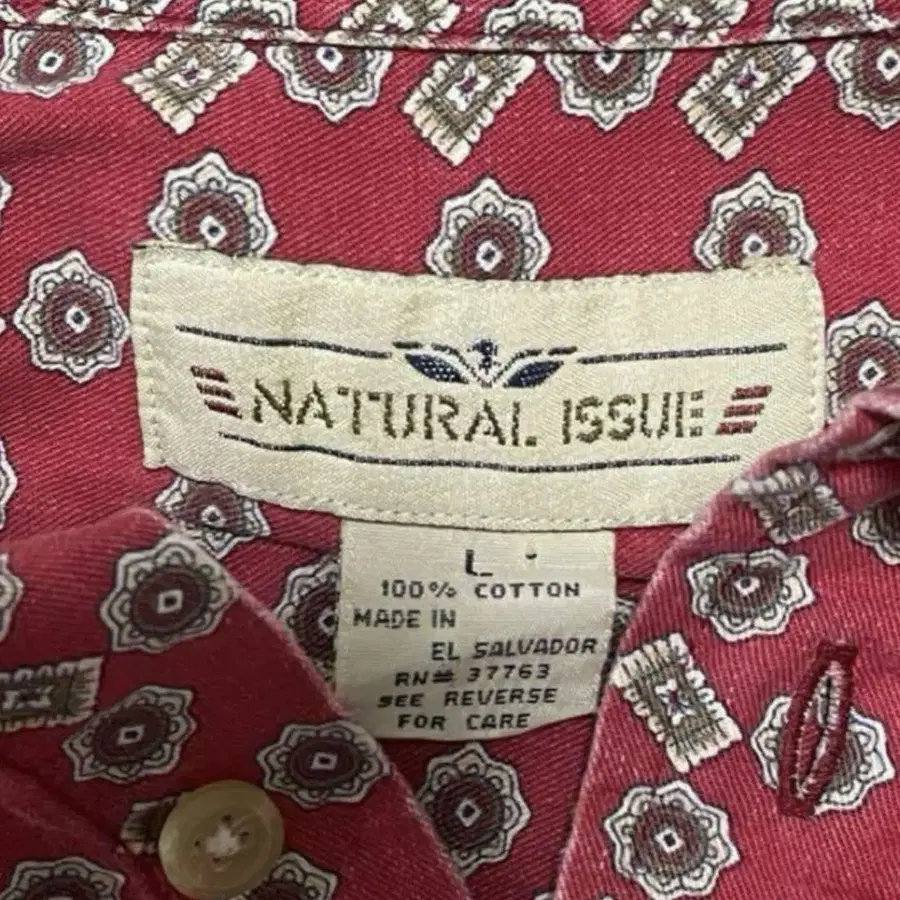 NATURAL ISSUE
L
100% COTTON
MADE IN
EL SALVADOR
RN# 37763
SEE REVERSE
FOR CARE